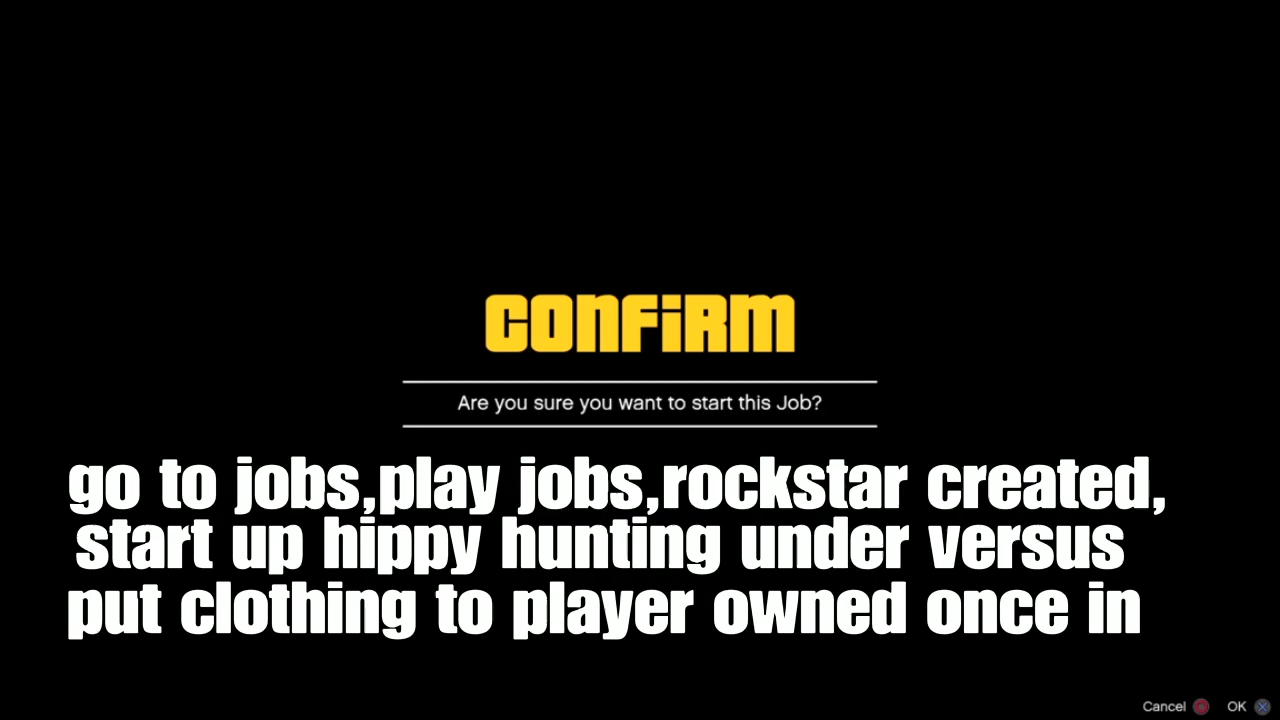 CONFIRM
Are you sure you want to start this Job?
go to jobs,play jobs,rockstar created,
start up hippy hunting under versus
put clothing to player owned once in
Cancel OK